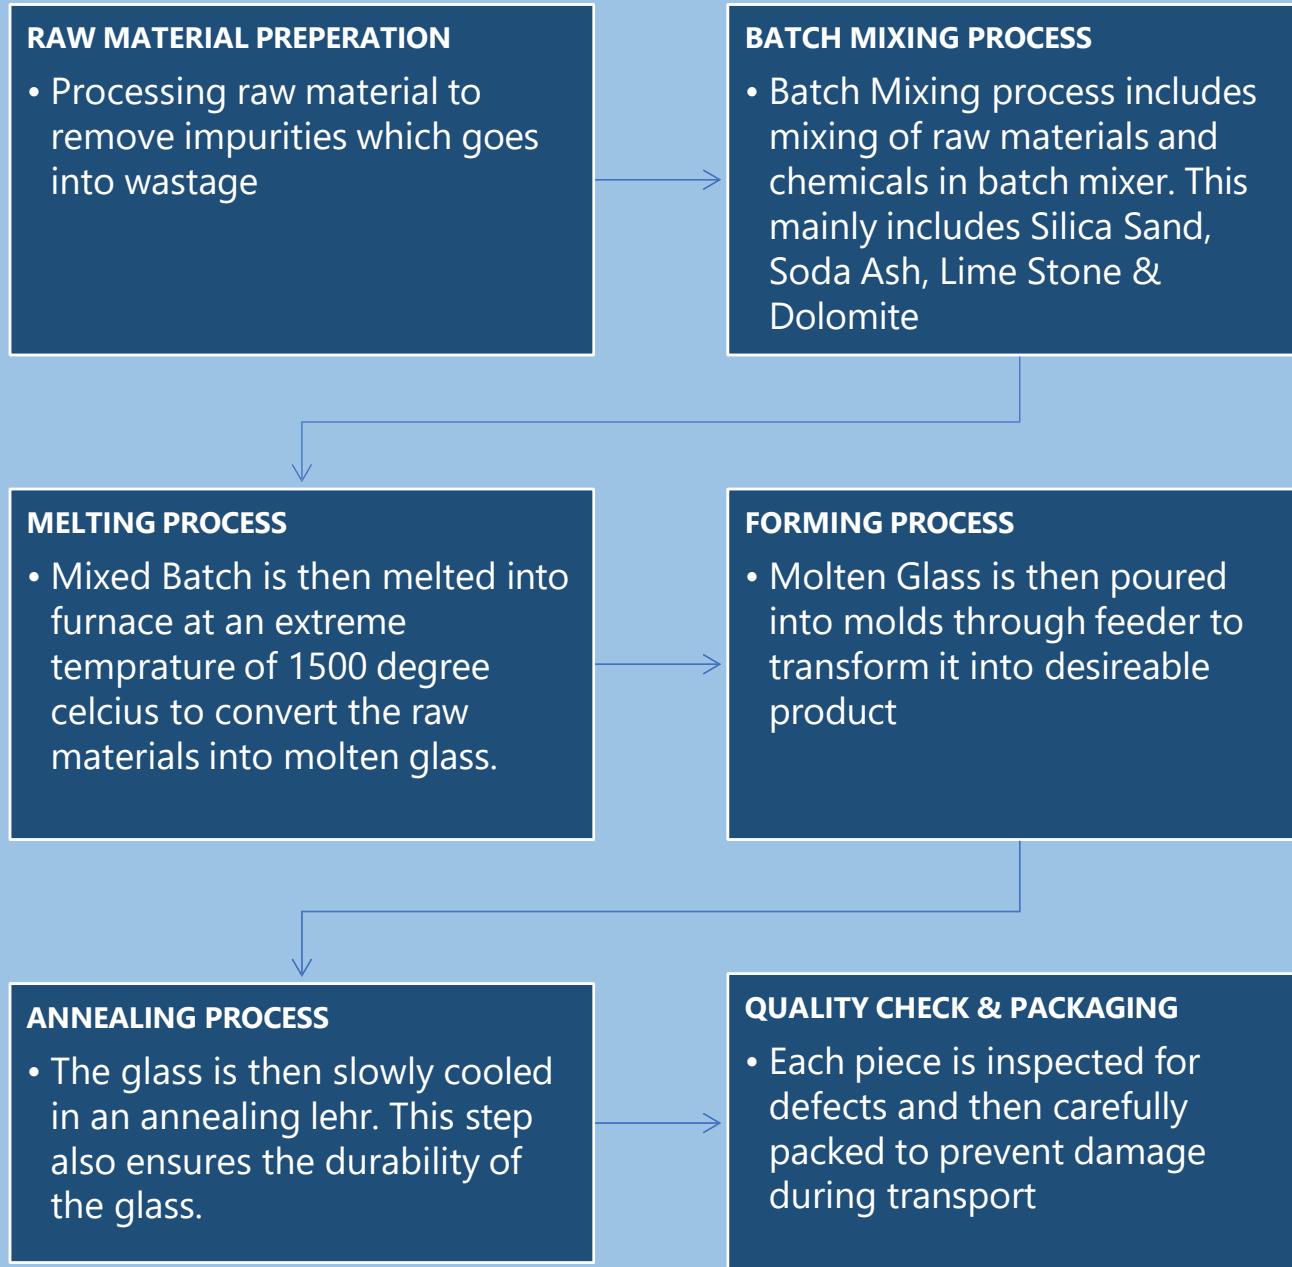 RAW MATERIAL PREPERATION
• Processing raw material to
remove impurities which goes
into wastage
BATCH MIXING PROCESS
• Batch Mixing process includes
mixing of raw materials and
chemicals in batch mixer. This
mainly includes Silica Sand,
Soda Ash, Lime Stone &
Dolomite
MELTING PROCESS
• Mixed Batch is then melted into
furnace at an extreme
temprature of 1500 degree
celcius to convert the raw
materials into molten glass.
FORMING PROCESS
• Molten Glass is then poured
into molds through feeder to
transform it into desireable
product
ANNEALING PROCESS
• The glass is then slowly cooled
in an annealing lehr. This step
also ensures the durability of
the glass.
QUALITY CHECK & PACKAGING
• Each piece is inspected for
defects and then carefully
packed to prevent damage
during transport